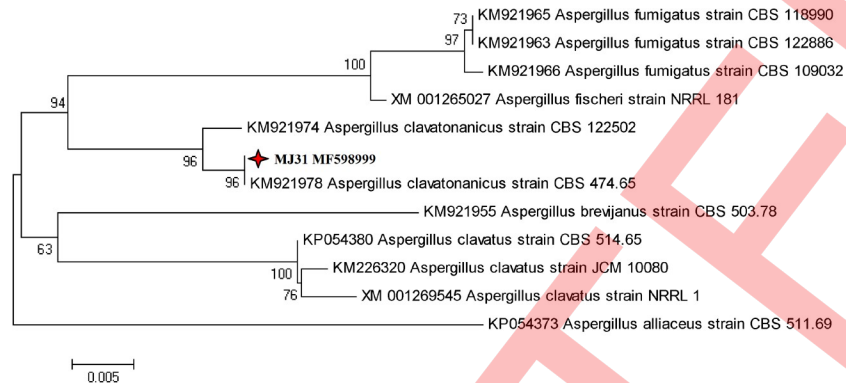 73
KM921965 Aspergillus fumigatus strain CBS 118990
97
KM921963 Aspergillus fumigatus strain CBS 122886
100
KM921966 Aspergillus fumigatus strain CBS 109032
94
XM 001265027 Aspergillus fischeri strain NRRL 181
KM921974 Aspergillus clavatonanicus strain CBS 122502
96
MJ31 MF598999
96
KM921978 Aspergillus clavatonanicus strain CBS 474.65
KM921955 Aspergillus brevijanus strain CBS 503.78
63
KP054380 Aspergillus clavatus strain CBS 514.65
100
KM226320 Aspergillus clavatus strain JCM 10080
76
XM 001269545 Aspergillus clavatus strain NRRL 1
KP054373 Aspergillus alliaceus strain CBS 511.69
0.005